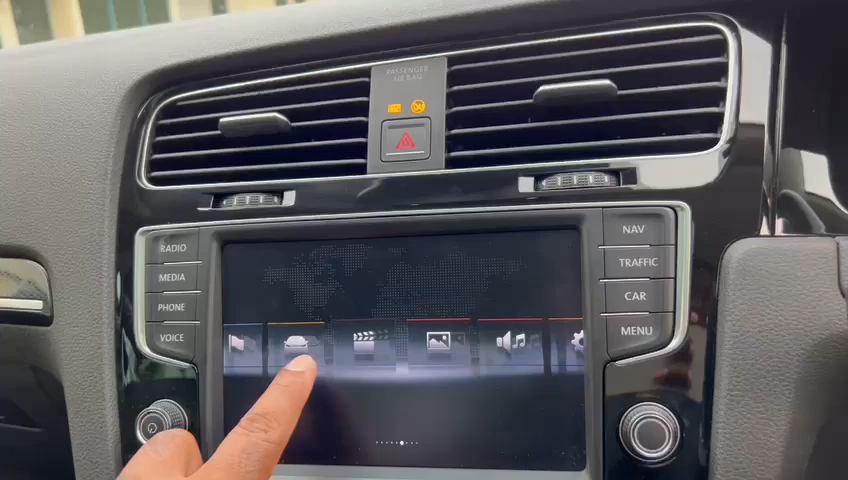 PASSENGER
AIR BAG
RADIO
MEDIA
PHONE
VOICE
NAV
TRAFFIC
CAR
MENU